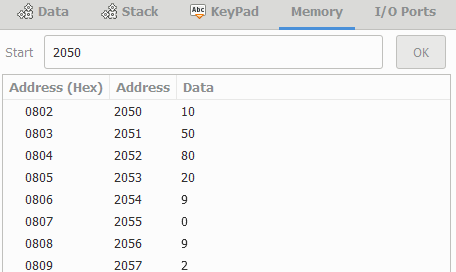 Data Stack Abc KeyPad Memory I/O Ports
Start 2050 OK
Address (Hex) Address Data
0802 2050 10
0803 2051 50
0804 2052 80
0805 2053 20
0806 2054 9
0807 2055 0
0808 2056 9
0809 2057 2